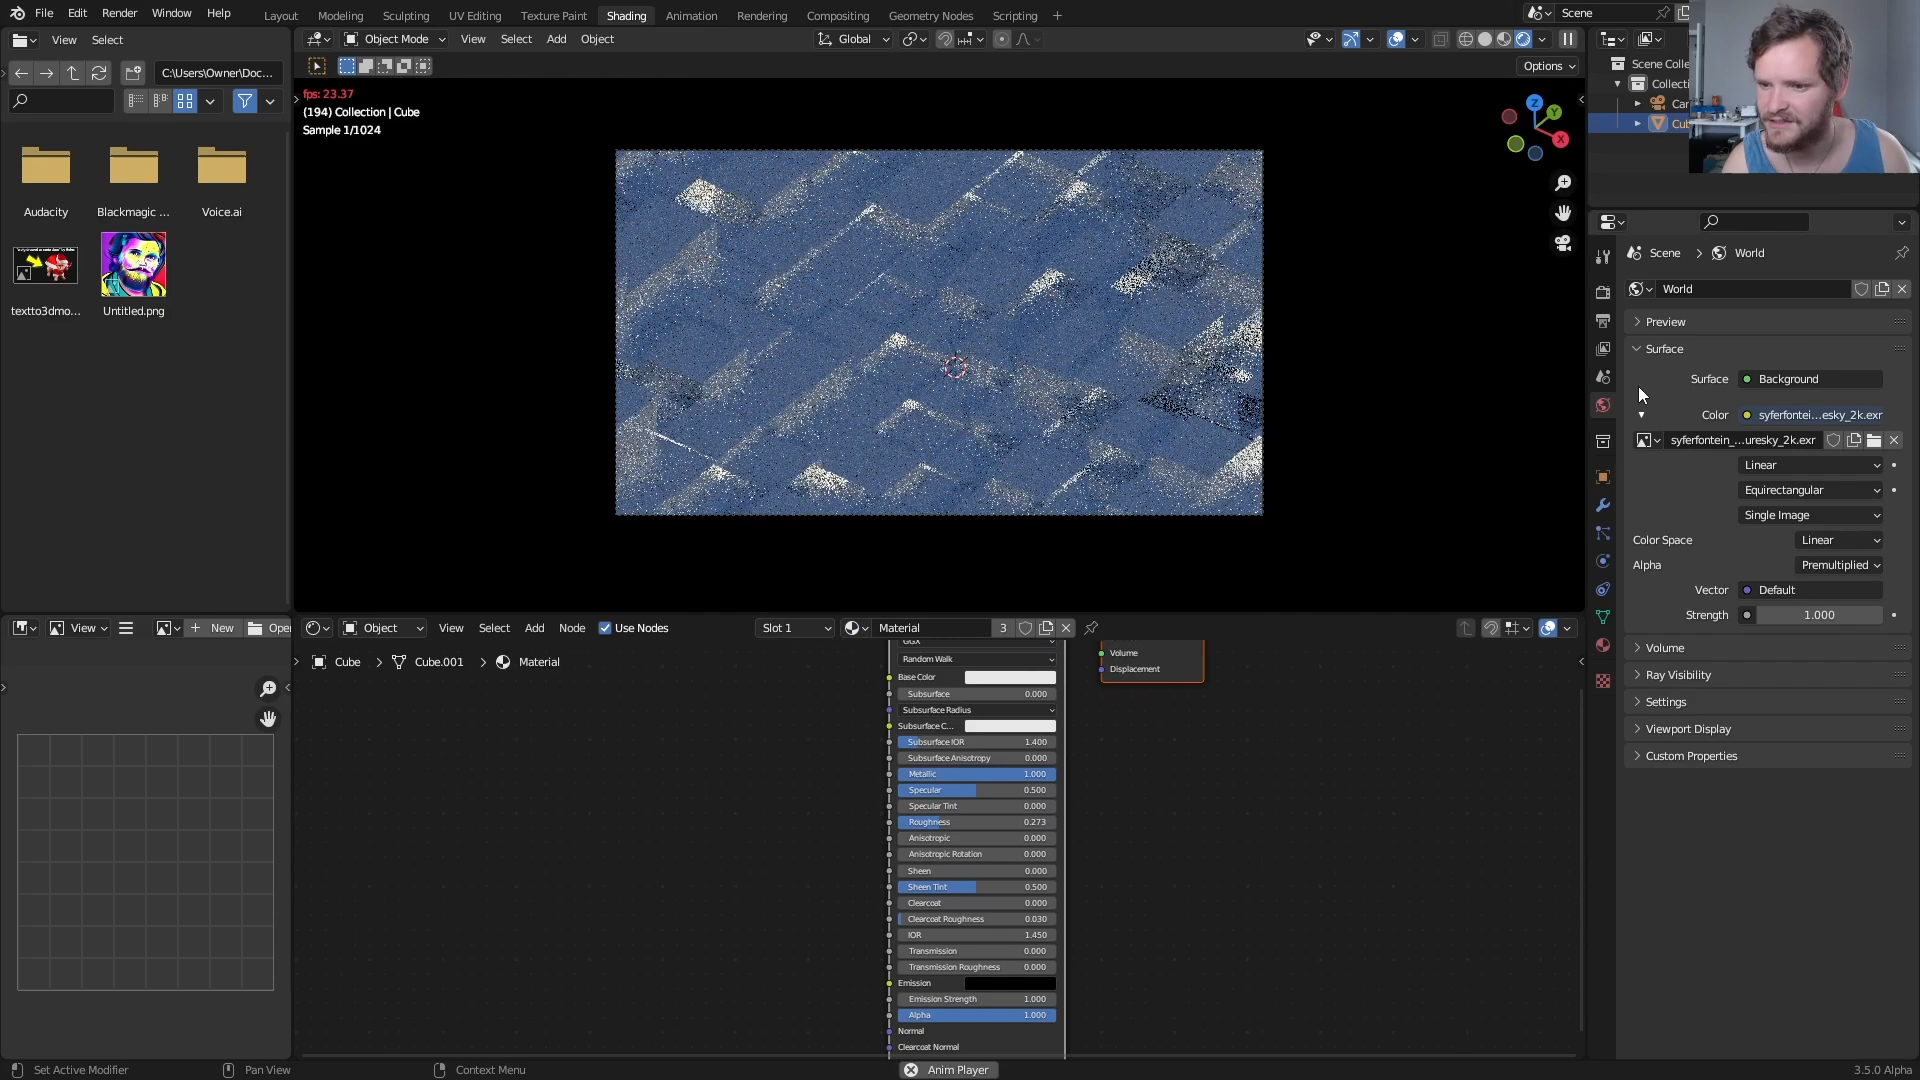 File Edit Render Window Help
Layout Modeling Sculpting UV Editing Texture Paint Shading Animation Rendering Compositing Geometry Nodes Scripting
Scene
View Select
Object Mode View Select Add Object
Global
C:\Users\Owner\Doc...
Options
fps: 23.37
(194) Collection | Cube
Sample 1/1024
Z
Y
X
Scene Colle
Collecti
Car
Cub
Audacity
Blackmagic ...
Voice.ai
textto3dmo...
Untitled.png
Scene World
World
Preview
Surface
Surface Background
Color syferfontei...esky_2k.exr
syferfontein_...uresky_2k.exr
Linear
Equirectangular
Single Image
Color Space Linear
Alpha Premultiplied
Vector Default
Strength 1.000
Volume
Ray Visibility
Settings
Viewport Display
Custom Properties
View New Open
Object View Select Add Node Use Nodes
Slot 1
Material 3
Cube Cube.001 Material
GGX
Random Walk
Base Color
Subsurface 0.000
Subsurface Radius
Subsurface C...
Subsurface IOR 1.400
Subsurface Anisotropy 0.000
Metallic 1.000
Specular 0.500
Specular Tint 0.000
Roughness 0.273
Anisotropic 0.000
Anisotropic Rotation 0.000
Sheen 0.000
Sheen Tint 0.500
Clearcoat 0.000
Clearcoat Roughness 0.030
IOR 1.450
Transmission 0.000
Transmission Roughness 0.000
Emission
Emission Strength 1.000
Alpha 1.000
Normal
Clearcoat Normal
Volume
Displacement
Set Active Modifier Pan View Context Menu Anim Player 3.5.0 Alpha